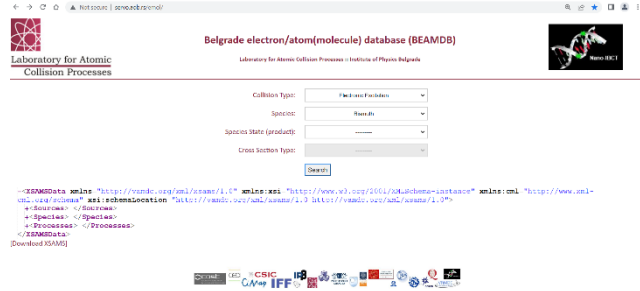 Not secure | servo.aob.rs/emol/
Belgrade electron/atom(molecule) database (BEAMDB)
Laboratory for Atomic
Collision Processes
Laboratory for Atomic Collision Processes :: Institute of Physics Belgrade
Nano IBCT
Collision Type:
Electronic Excitation
Species:
Bismuth
Species State (product):
---------
Cross Section Type:
---------
Search
-<XSAMSData xmlns="http://vamdc.org/xml/xsams/1.0" xmlns:xsi="http://www.w3.org/2001/XMLSchema-instance" xmlns:cml="http://www.xml-
cml.org/schema" xsi:schemaLocation="http://vamdc.org/xml/xsams/1.0 http://vamdc.org/xml/xsams/1.0">
+<Sources> </Sources>
+<Species> </Species>
+<Processes> </Processes>
</XSAMSData>
[Download XSAMS]
CSIC
IFF